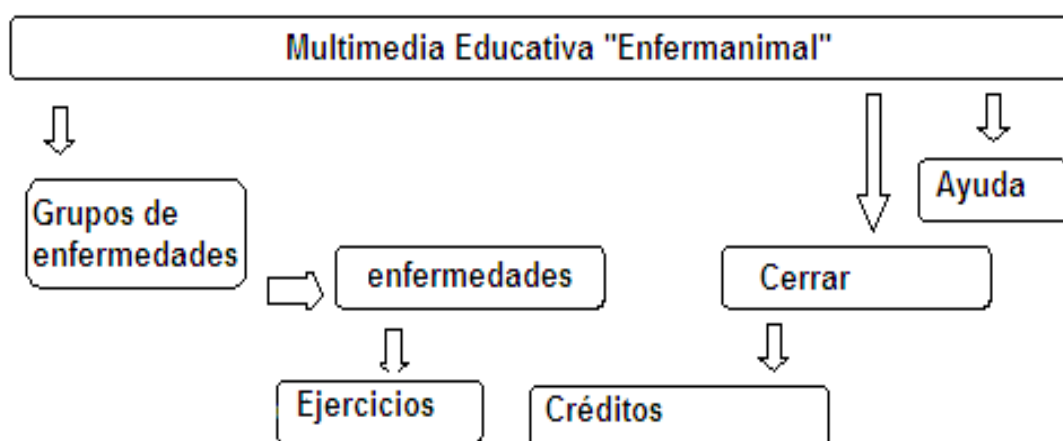 Multimedia Educativa "Enfermanimal"
Ayuda
Grupos de
enfermedades
enfermedades
Cerrar
Ejercicios
Créditos